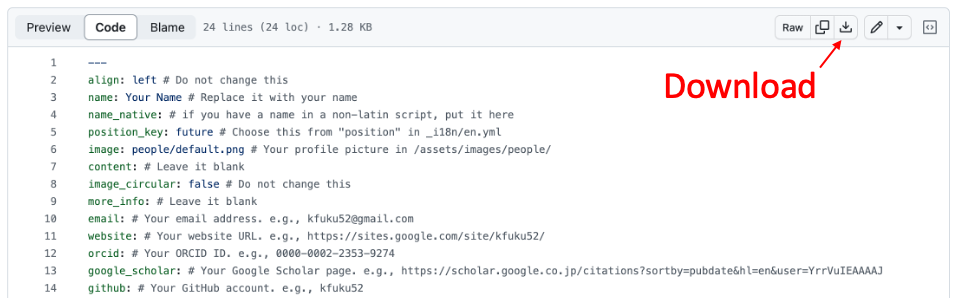 Preview Code Blame 24 lines (24 loc) · 1.28 KB Raw
Download
1 ---
2 align: left # Do not change this
3 name: Your Name # Replace it with your name
4 name_native: # if you have a name in a non-latin script, put it here
5 position_key: future # Choose this from "position" in _i18n/en.yml
6 image: people/default.png # Your profile picture in /assets/images/people/
7 content: # Leave it blank
8 image_circular: false # Do not change this
9 more_info: # Leave it blank
10 email: # Your email address. e.g., kfuku52@gmail.com
11 website: # Your website URL. e.g., https://sites.google.com/site/kfuku52/
12 orcid: # Your ORCID ID. e.g., 0000-0002-2353-9274
13 google_scholar: # Your Google Scholar page. e.g., https://scholar.google.co.jp/citations?sortby=pubdate&hl=en&user=YrrVuIEAAAAJ
14 github: # Your GitHub account. e.g., kfuku52